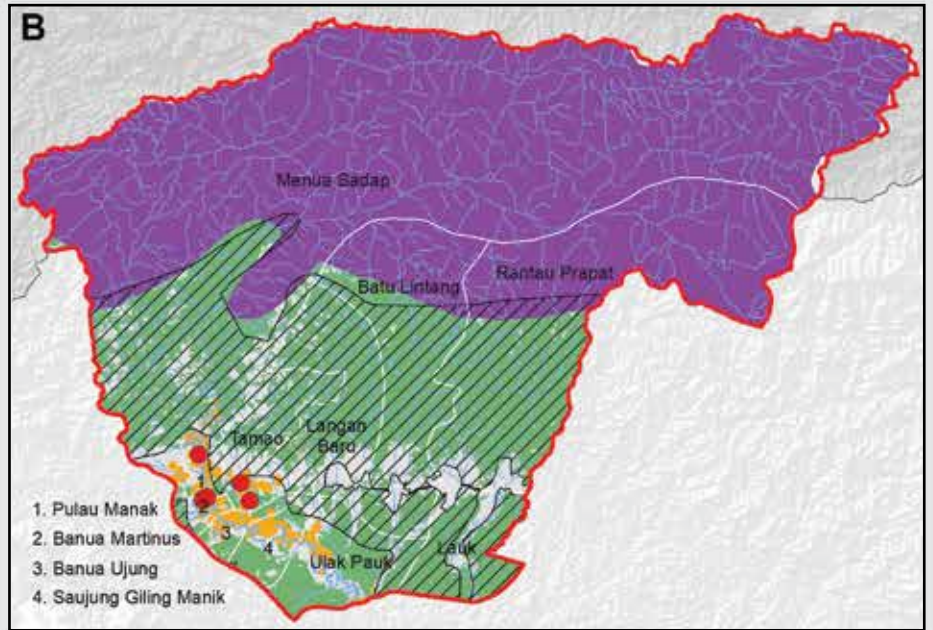 B
Menua Sadap
Rantau Prapat
Batu Lintang
Langan
Baru
Tamao
1
2
3
4
Ulak Pauk
Lauk
1. Pulau Manak
2. Banua Martinus
3. Banua Ujung
4. Saujung Giling Manik